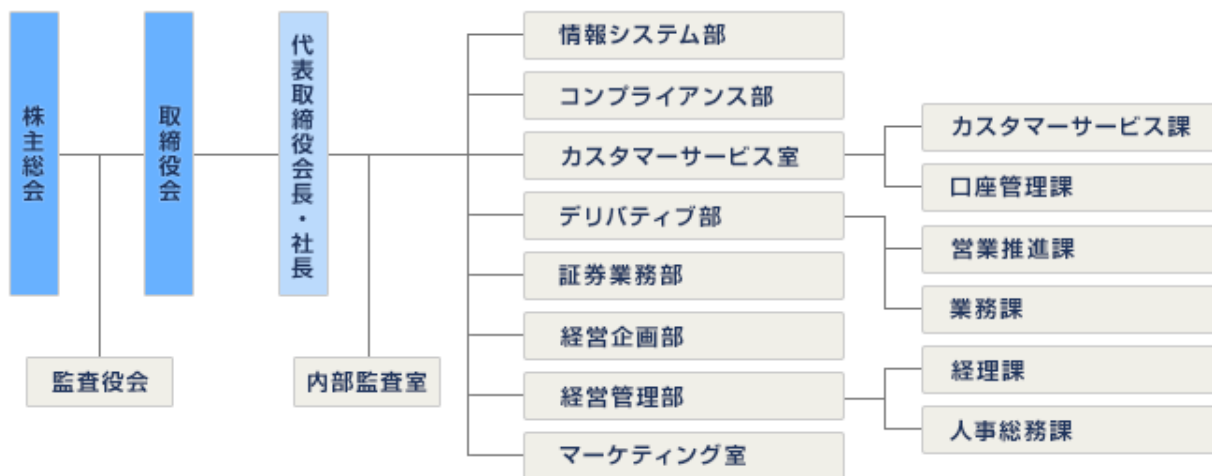 株主総会
取締役会
代表取締役会長・社長
監査役会
内部監査室
情報システム部
コンプライアンス部
カスタマーサービス室
カスタマーサービス課
口座管理課
デリバティブ部
営業推進課
業務課
証券業務部
経営企画部
経営管理部
経理課
人事総務課
マーケティング室